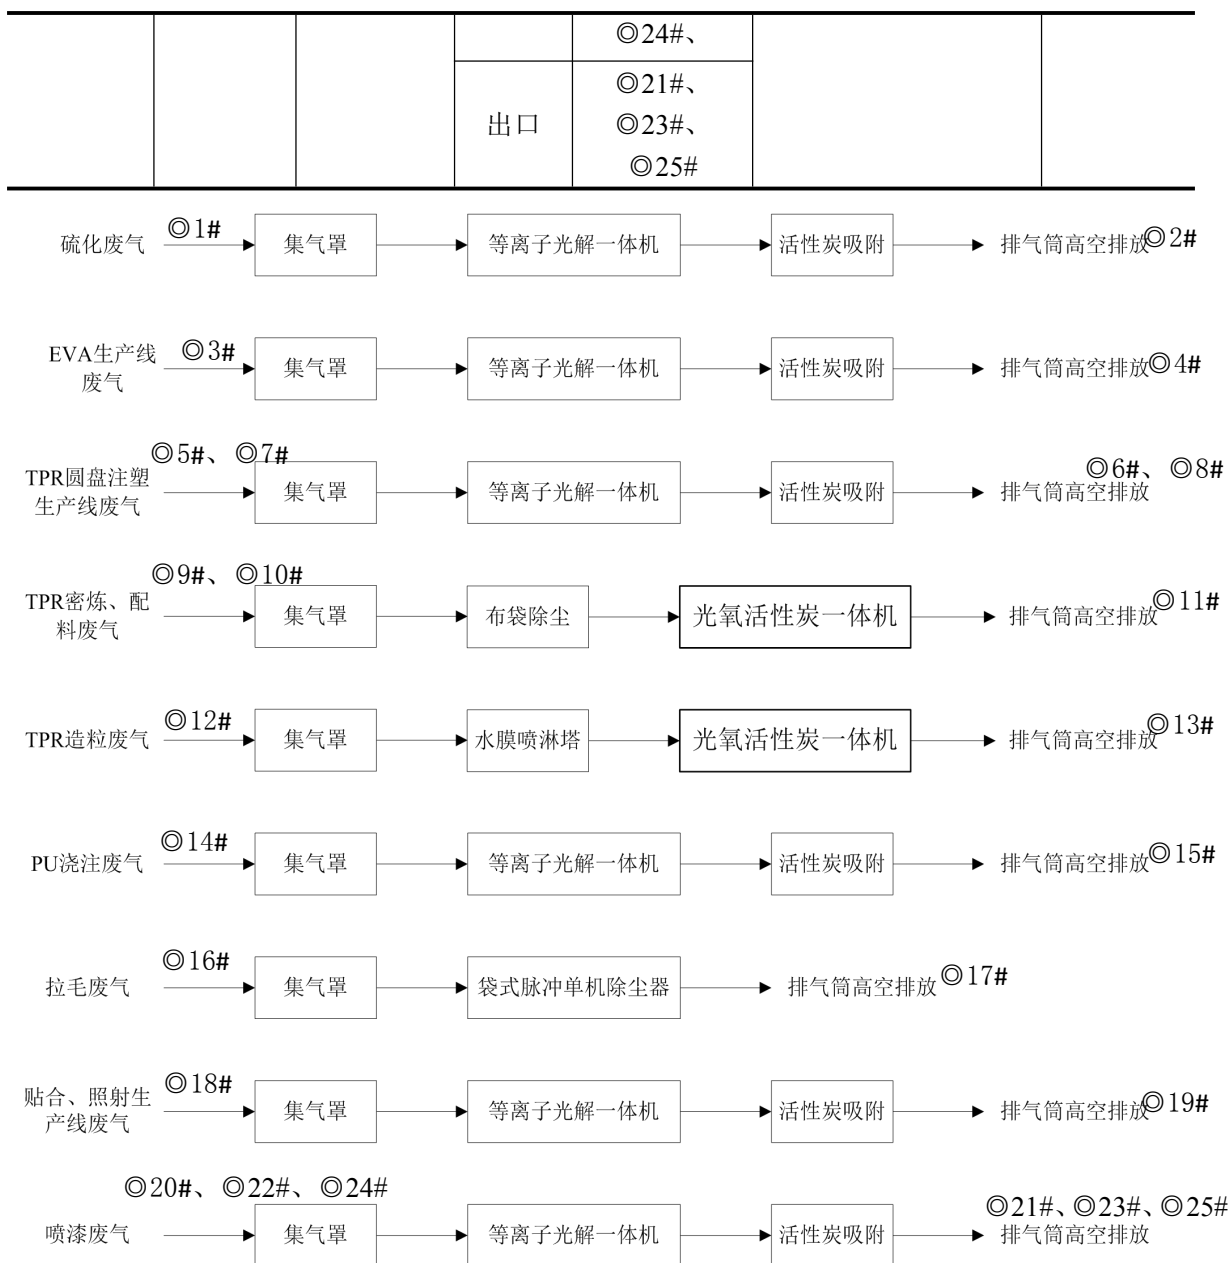 ◎24#、
出口
◎21#、
◎23#、
◎25#
硫化废气 ◎1# 集气罩 等离子光解一体机 活性炭吸附 排气筒高空排放◎2#
EVA生产线
废气
◎3# 集气罩 等离子光解一体机 活性炭吸附 排气筒高空排放◎4#
◎5#、◎7#
TPR圆盘注塑
生产线废气
集气罩 等离子光解一体机 活性炭吸附 排气筒高空排放
◎6#、◎8#
◎9#、◎10#
TPR密炼、配
料废气
集气罩 布袋除尘 光氧活性炭一体机 排气筒高空排放◎11#
TPR造粒废气 ◎12# 集气罩 水膜喷淋塔 光氧活性炭一体机 排气筒高空排放◎13#
PU浇注废气 ◎14# 集气罩 等离子光解一体机 活性炭吸附 排气筒高空排放◎15#
拉毛废气 ◎16# 集气罩 袋式脉冲单机除尘器 排气筒高空排放◎17#
贴合、照射生
产线废气
◎18# 集气罩 等离子光解一体机 活性炭吸附 排气筒高空排放◎19#
◎20#、◎22#、◎24#
喷漆废气 集气罩 等离子光解一体机 活性炭吸附 排气筒高空排放
◎21#、◎23#、◎25#